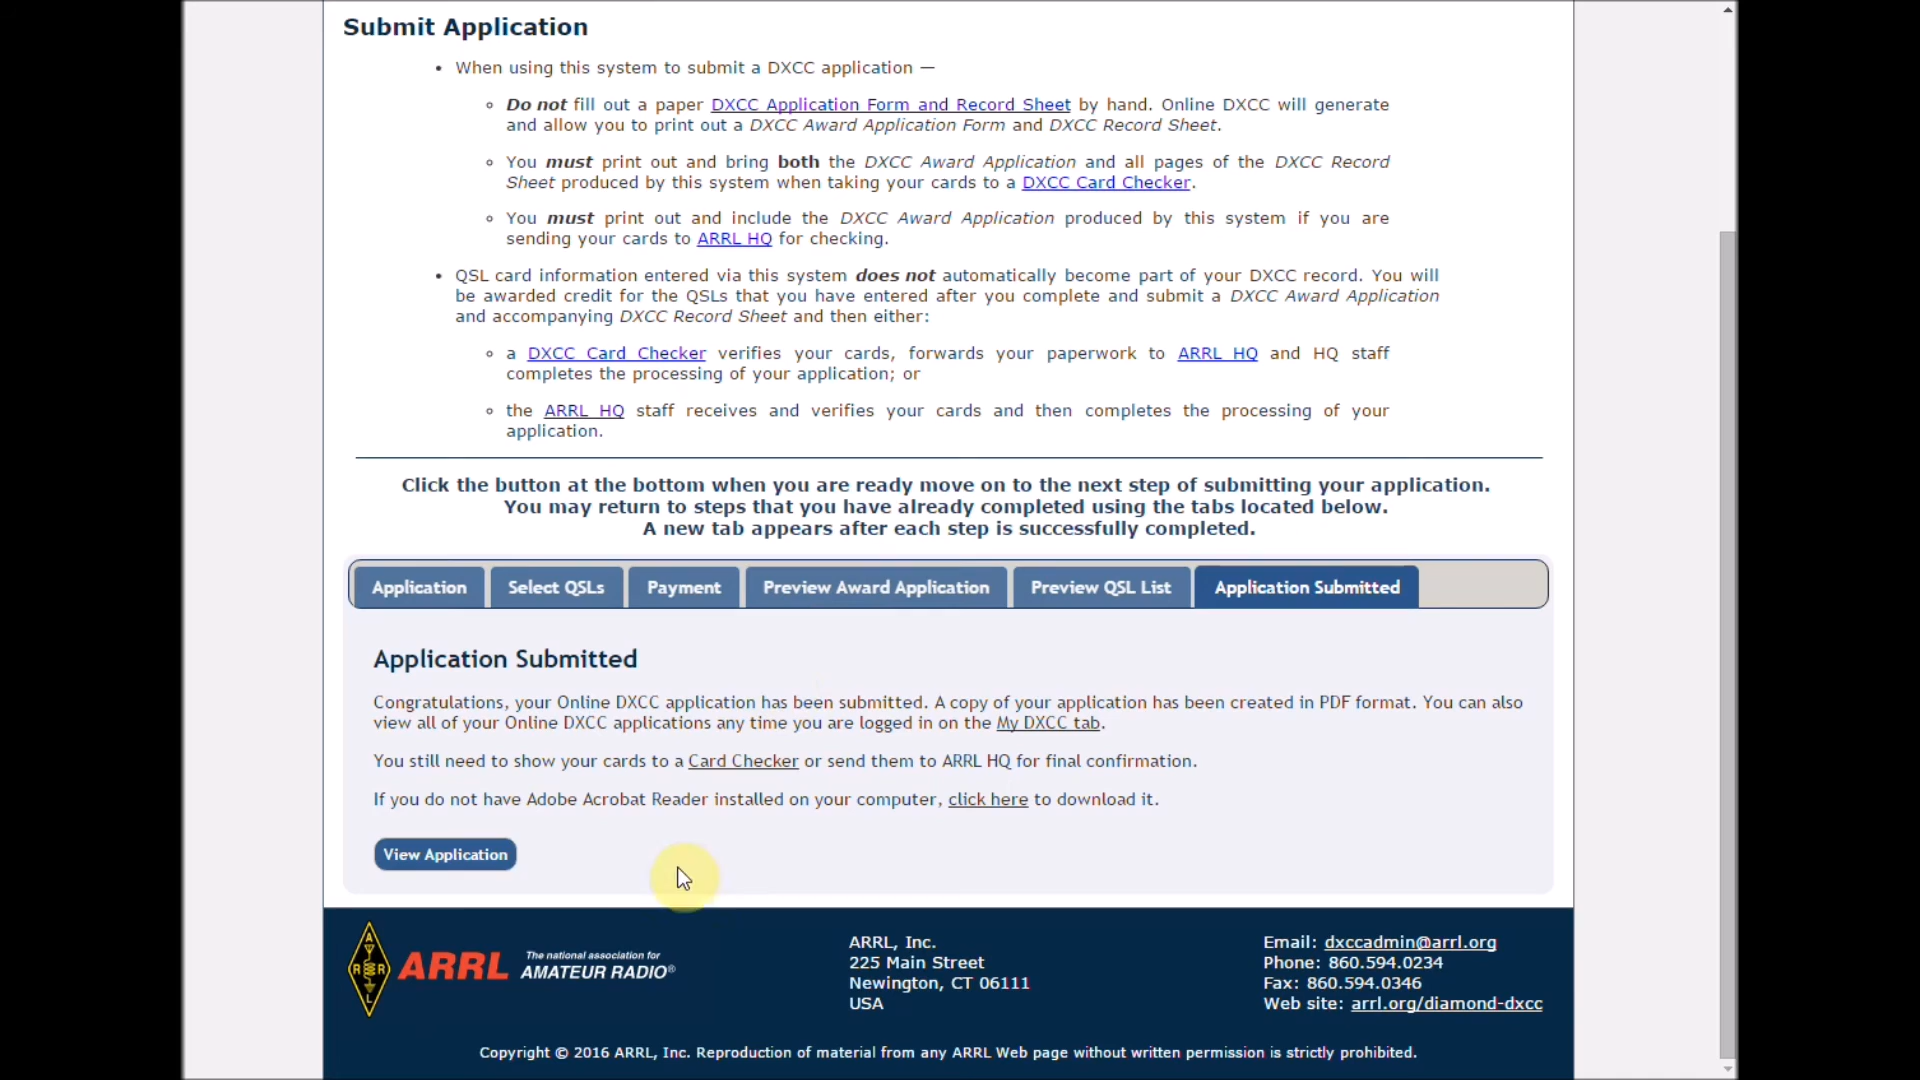 Submit Application
• When using this system to submit a DXCC application —
Do not fill out a paper DXCC Application Form and Record Sheet by hand. Online DXCC will generate
and allow you to print out a DXCC Award Application Form and DXCC Record Sheet.
You must print out and bring both the DXCC Award Application and all pages of the DXCC Record
Sheet produced by this system when taking your cards to a DXCC Card Checker.
You must print out and include the DXCC Award Application produced by this system if you are
sending your cards to ARRL HQ for checking.
• QSL card information entered via this system does not automatically become part of your DXCC record. You will
be awarded credit for the QSLs that you have entered after you complete and submit a DXCC Award Application
and accompanying DXCC Record Sheet and then either:
a DXCC Card Checker verifies your cards, forwards your paperwork to ARRL HQ and HQ staff
completes the processing of your application; or
the ARRL HQ staff receives and verifies your cards and then completes the processing of your
application.
Click the button at the bottom when you are ready move on to the next step of submitting your application.
You may return to steps that you have already completed using the tabs located below.
A new tab appears after each step is successfully completed.
Application Select QSLs Payment Preview Award Application Preview QSL List Application Submitted
Application Submitted
Congratulations, your Online DXCC application has been submitted. A copy of your application has been created in PDF format. You can also
view all of your Online DXCC applications any time you are logged in on the My DXCC tab.
You still need to show your cards to a Card Checker or send them to ARRL HQ for final confirmation.
If you do not have Adobe Acrobat Reader installed on your computer, click here to download it.
View Application
A
R R
L
ARRL
The national association for
AMATEUR RADIO®
ARRL, Inc.
225 Main Street
Newington, CT 06111
USA
Email: dxccadmin@arrl.org
Phone: 860.594.0234
Fax: 860.594.0346
Web site: arrl.org/diamond-dxcc
Copyright © 2016 ARRL, Inc. Reproduction of material from any ARRL Web page without written permission is strictly prohibited.